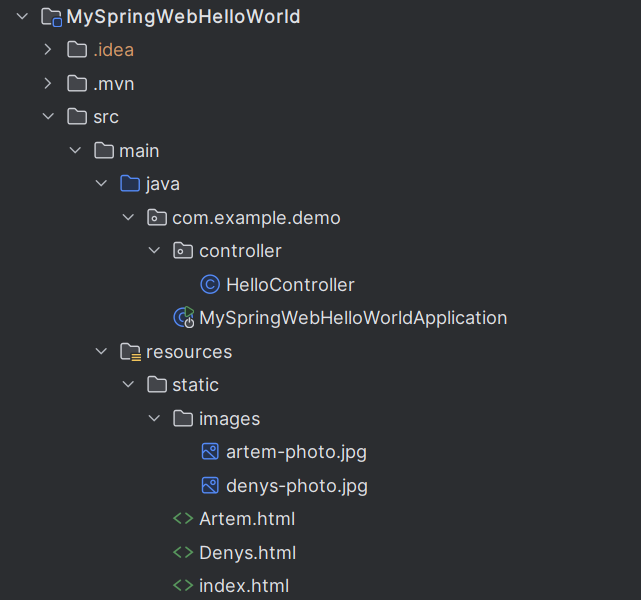 MySpringWebHelloWorld
.idea
.mvn
src
main
java
com.example.demo
controller
HelloController
MySpringWebHelloWorldApplication
resources
static
images
artem-photo.jpg
denys-photo.jpg
Artem.html
Denys.html
index.html